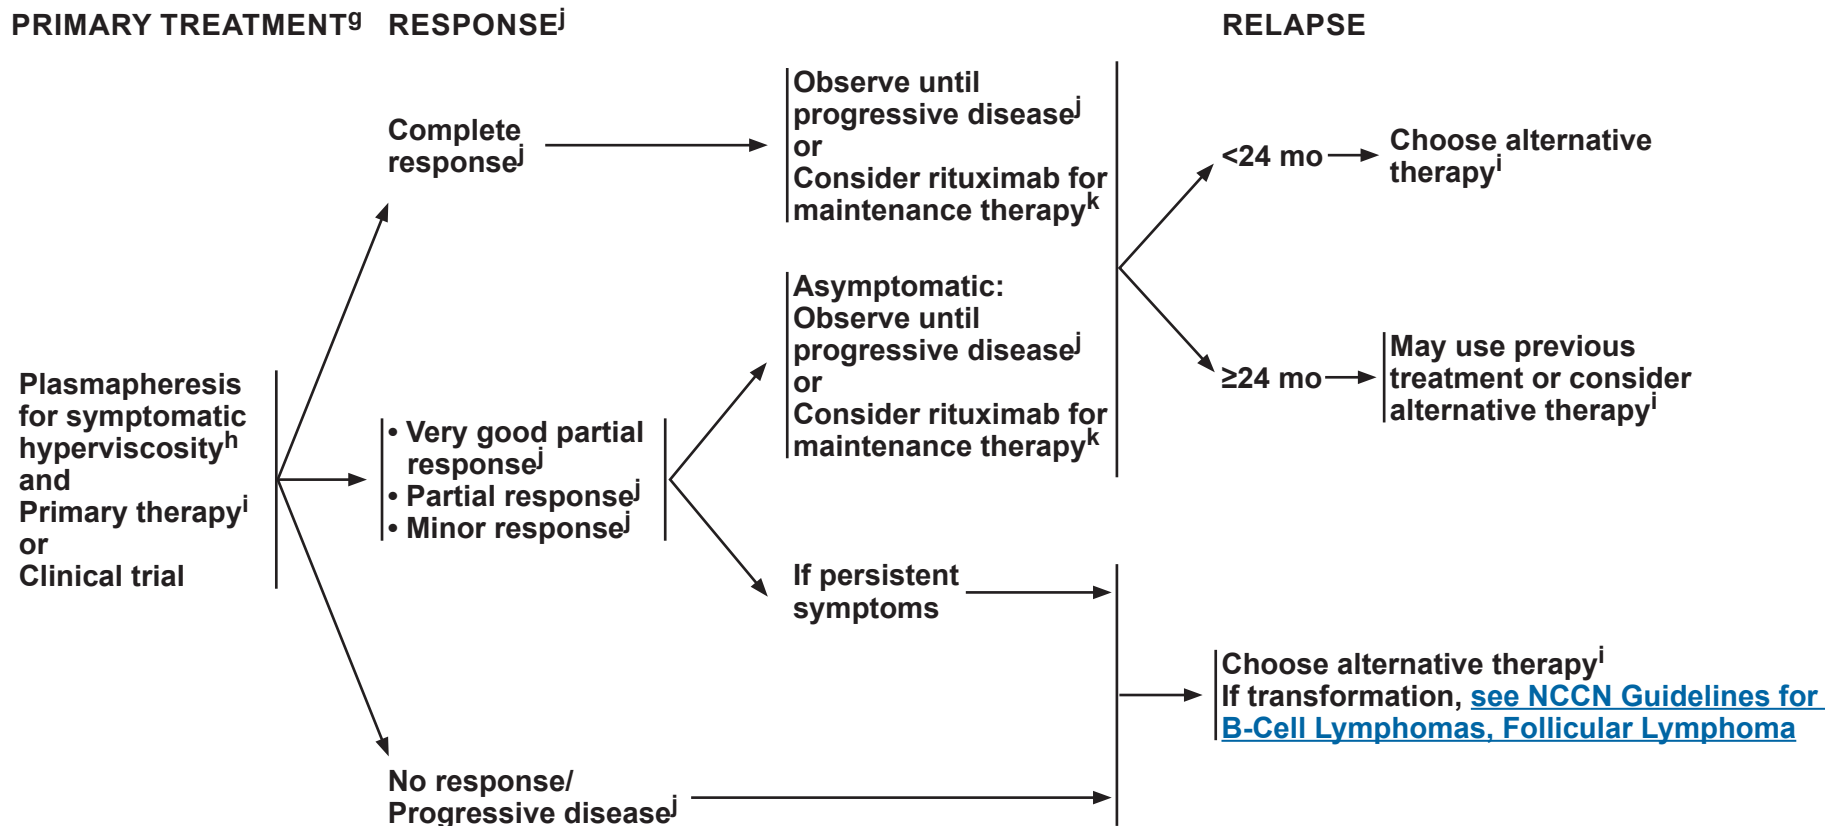 PRIMARY TREATMENTg RESPONSEj RELAPSE
Plasmapheresis
for symptomatic
hyperviscosityh
and
Primary therapyi
or
Clinical trial
Complete
responsej
• Very good partial
responsej
• Partial responsej
• Minor responsej
No response/
Progressive diseasej
Observe until
progressive diseasej
or
Consider rituximab for
maintenance therapyk
Asymptomatic:
Observe until
progressive diseasej
or
Consider rituximab for
maintenance therapyk
If persistent
symptoms
<24 mo
Choose alternative
therapyi
≥24 mo
May use previous
treatment or consider
alternative therapyi
Choose alternative therapyi
If transformation, see NCCN Guidelines for
B-Cell Lymphomas, Follicular Lymphoma